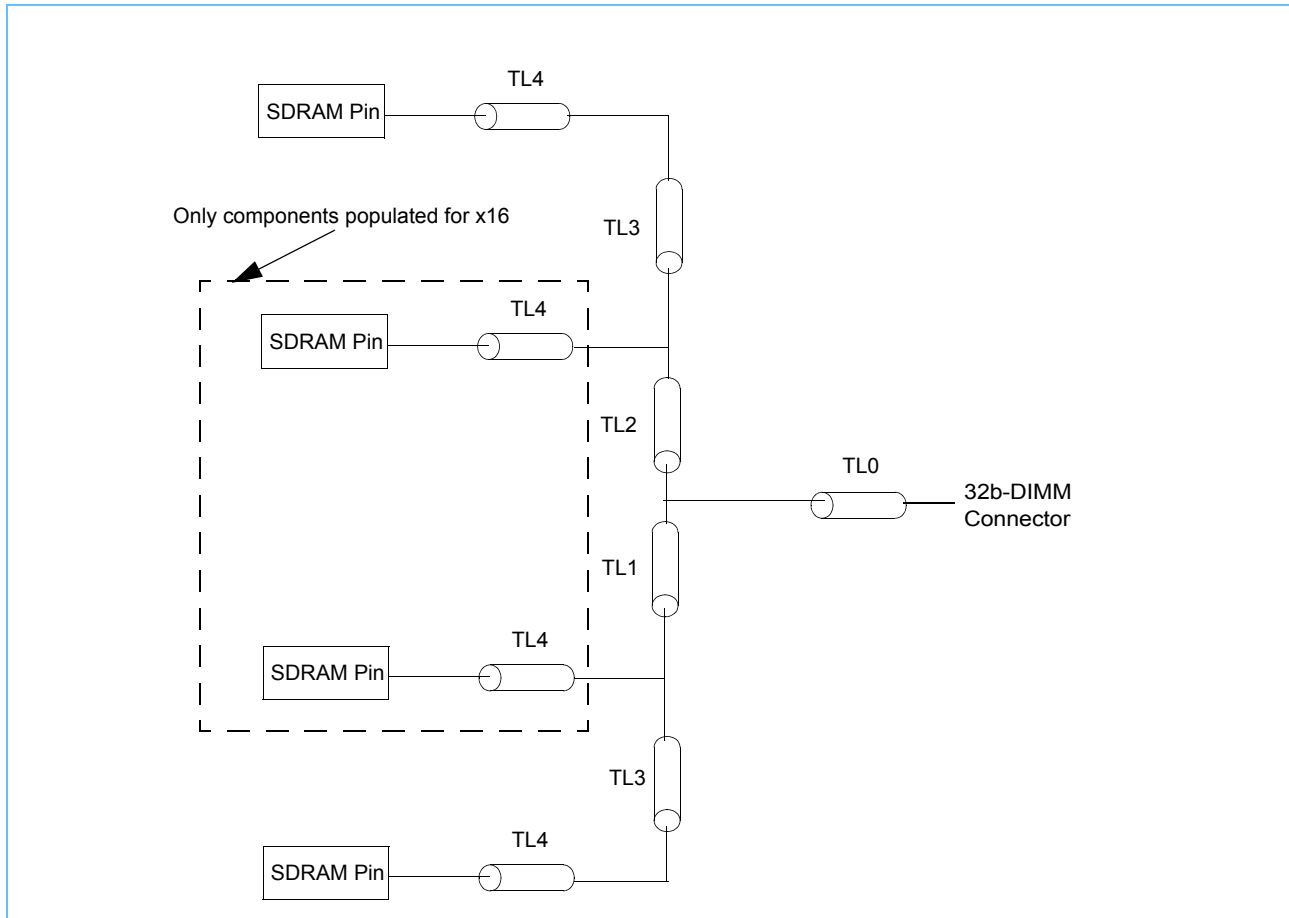 TL4
SDRAM Pin
TL3
Only components populated for x16
TL4
SDRAM Pin
TL2
TL0
32b-DIMM
Connector
TL1
TL4
SDRAM Pin
TL3
TL4
SDRAM Pin